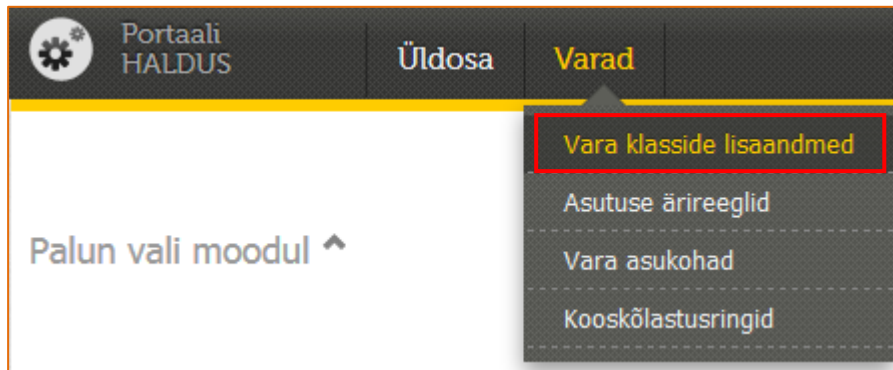 Portaali
HALDUS
Üldosa
Varad
Vara klasside lisaandmed
Asutuse ärireeglid
Palun vali moodul
Vara asukohad
Kooskõlastusringid